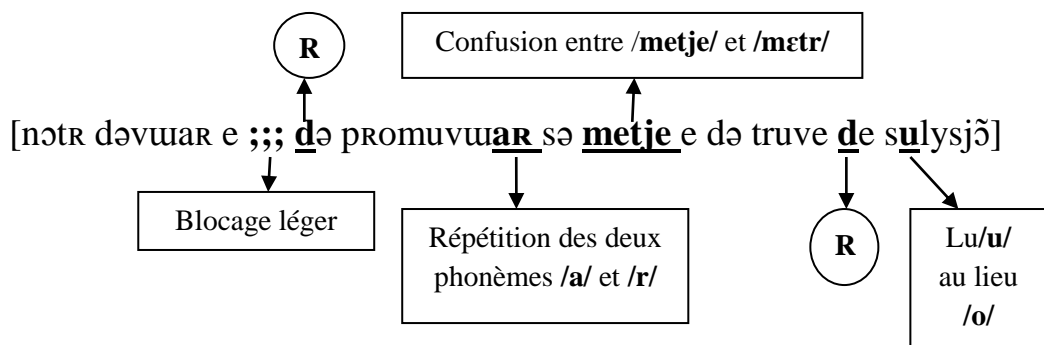 R
Confusion entre /metje/ et /mɛtr/
[nɔtʀ dəvɯaʀ e ;;; də pʀomuvɯaʀ sə metje e də truve de sulysjɔ̃]
Blocage léger
Répétition des deux
phonèmes /a/ et /r/
R
Lu/u/
au lieu
/o/